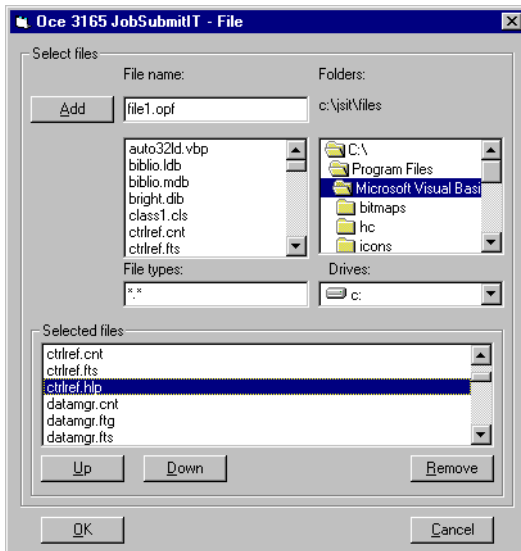 Oce 3165 JobSubmitIT - File
Select files
File name:
Folders:
Add
file1.opf
c:\jsit\files
auto32ld.vbp
biblio.ldb
biblio.mdb
bright.dib
class1.cls
ctrlref.cnt
ctrlref.fts
C:\
Program Files
Microsoft Visual Basi
bitmaps
hc
icons
File types:
Drives:
*.*
c:
Selected files
ctrlref.cnt
ctrlref.fts
ctrlref.hlp
datamgr.cnt
datamgr.ftg
datamgr.fts
Up
Down
Remove
OK
Cancel